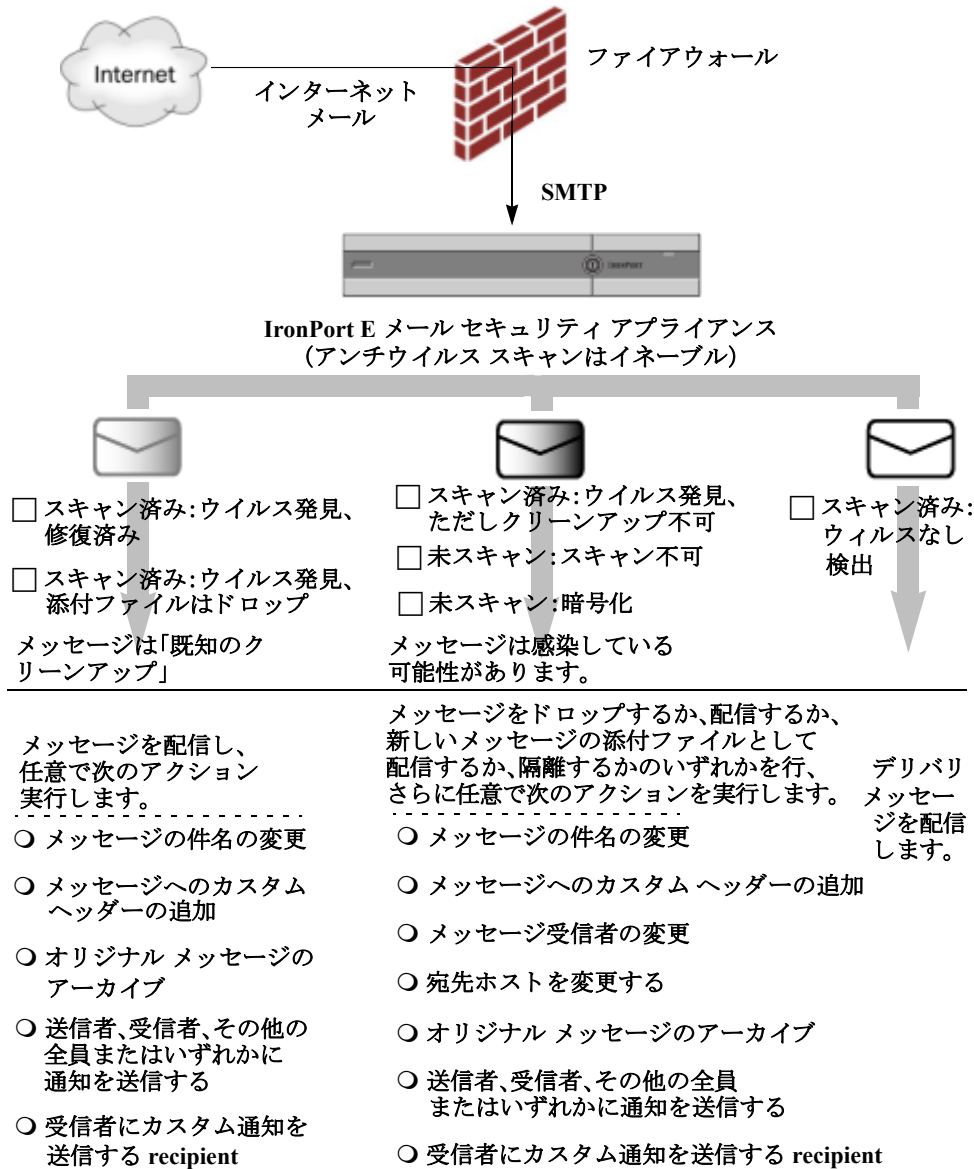 Internet
ファイアウォール
インターネット
メール
SMTP
IRONPORT
IronPort E メール セキュリティ アプライアンス
（アンチウイルス スキャンはイネーブル）
□ スキャン済み：ウイルス発見、
修復済み
□ スキャン済み：ウイルス発見、
添付ファイルはドロップ
メッセージは「既知のク
リーンアップ」
□ スキャン済み：ウイルス発見、
ただしクリーンアップ不可
□ 未スキャン：スキャン不可
□ 未スキャン：暗号化
メッセージは感染している
可能性があります。
□ スキャン済み：
ウィルスなし
検出
メッセージを配信し、
任意で次のアクション
実行します。
○ メッセージの件名の変更
○ メッセージへのカスタム
ヘッダーの追加
○ オリジナル メッセージの
アーカイブ
○ 送信者、受信者、その他の
全員またはいずれかに
通知を送信する
○ 受信者にカスタム通知を
送信する recipient
メッセージをドロップするか、配信するか、
新しいメッセージの添付ファイルとして
配信するか、隔離するかのいずれかを行、
さらに任意で次のアクションを実行します。
○ メッセージの件名の変更
○ メッセージへのカスタム ヘッダーの追加
○ メッセージ受信者の変更
○ 宛先ホストを変更する
○ オリジナル メッセージのアーカイブ
○ 送信者、受信者、その他の全員
またはいずれかに通知を送信する
○ 受信者にカスタム通知を送信する recipient
デリバリ
メッセー
ジを配信
します。